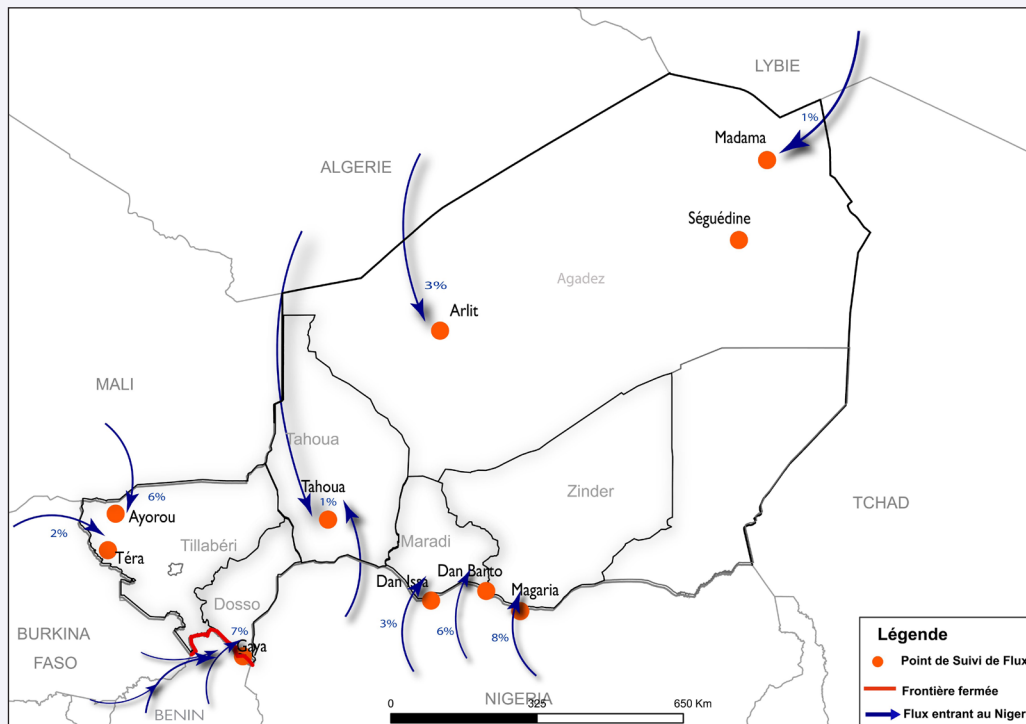 LYBIE
1%
Madama
ALGERIE
Séguédine
Agadez
3%
Arlit
MALI
Tahoua
Zinder
TCHAD
Tahoua
1%
6%
Ayorou
2%
Tillabéri
Téra
Maradi
Dan Issa
Dan Barto
Magaria
Dosso
3%
6%
8%
7%
Gaya
BURKINA
FASO
BENIN
NIGERIA
0 325 650 Km
Légende
Point de Suivi de Flux
Frontière fermée
Flux entrant au Niger